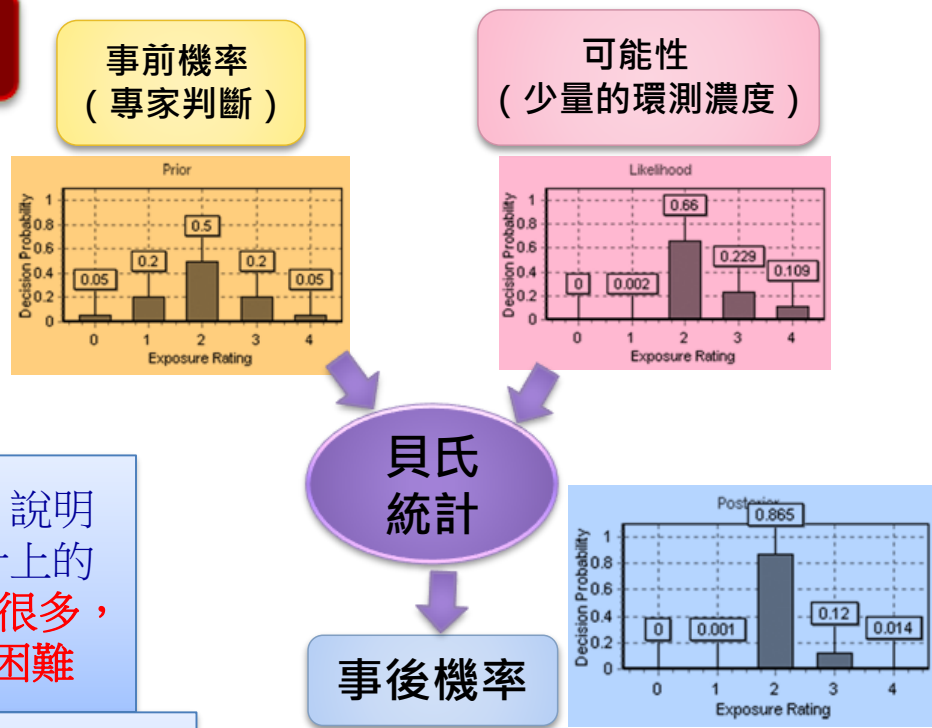 事前機率
（專家判斷）
可能性
（少量的環測濃度）
Prior
Decision Probability
1
0.8
0.6
0.4
0.2
0
0.05
0.2
0.5
0.2
0.05
0 1 2 3 4
Exposure Rating
Likelihood
Decision Probability
1
0.8
0.6
0.4
0.2
0
0
0.002
0.66
0.229
0.109
0 1 2 3 4
Exposure Rating
貝氏
統計
說明
上的
很多，
困難
事後機率
Decision Probability
1
0.8
0.6
0.4
0.2
0
0
0.001
0.865
0.12
0.014
0 1 2 3 4
Exposure Rating